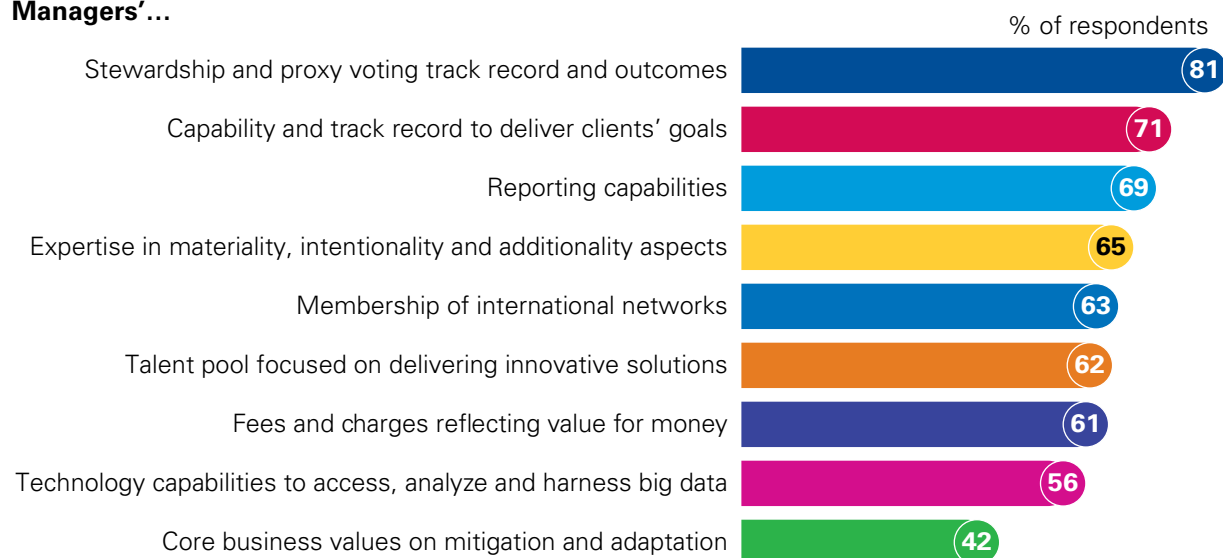 Managers’…
% of respondents
Stewardship and proxy voting track record and outcomes 81
Capability and track record to deliver clients’ goals 71
Reporting capabilities 69
Expertise in materiality, intentionality and additionality aspects 65
Membership of international networks 63
Talent pool focused on delivering innovative solutions 62
Fees and charges reflecting value for money 61
Technology capabilities to access, analyze and harness big data 56
Core business values on mitigation and adaptation 42